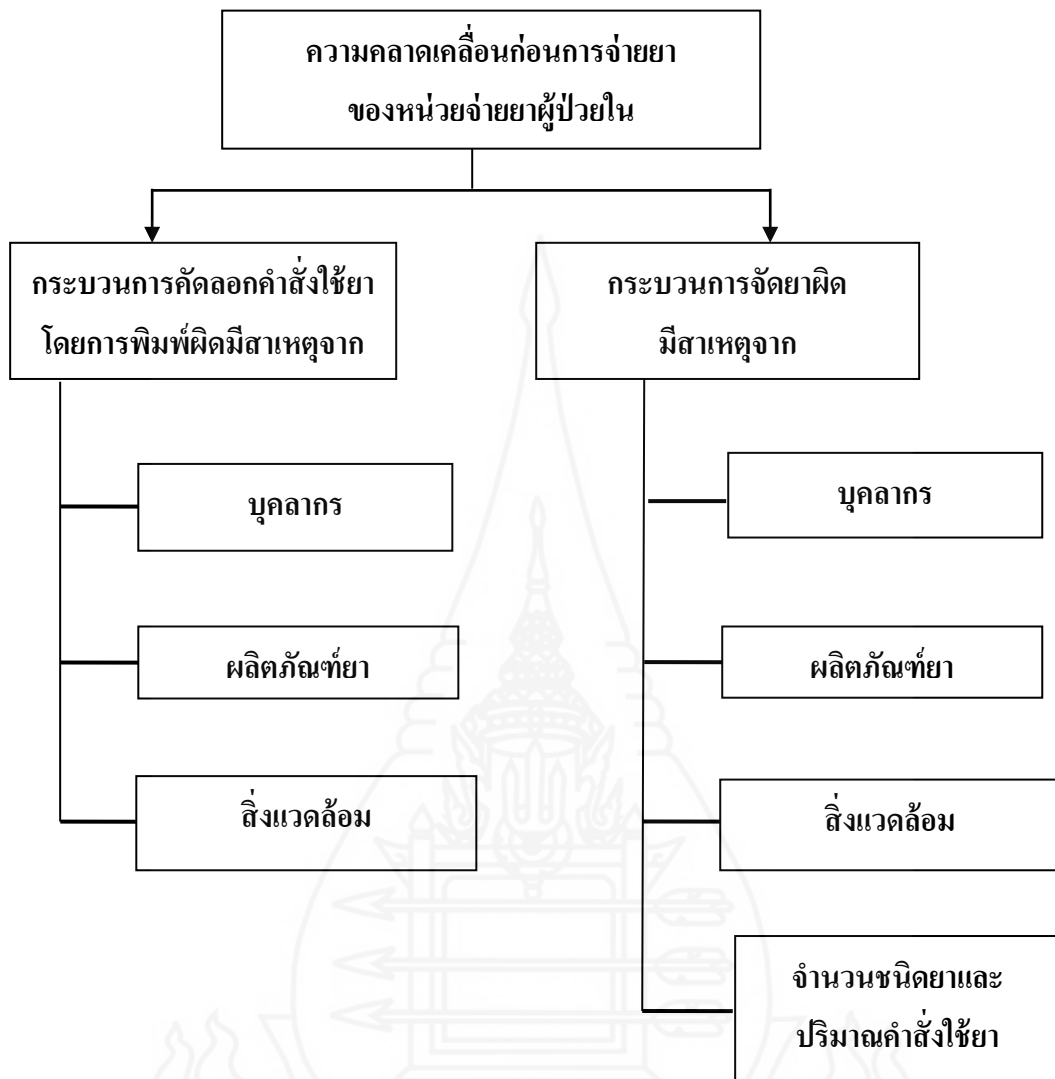 ความคลาดเคลื่อนก่อนการจ่ายยา
ของหน่วยจ่ายยาผู้ป่วยใน
กระบวนการคัดลอกคำสั่งใช้ยา
โดยการพิมพ์ผิดมีสาเหตุจาก
บุคลากร
ผลิตภัณฑ์ยา
สิ่งแวดล้อม
กระบวนการจัดยาผิด
มีสาเหตุจาก
บุคลากร
ผลิตภัณฑ์ยา
สิ่งแวดล้อม
จำนวนชนิดยาและ
ปริมาณคำสั่งใช้ยา